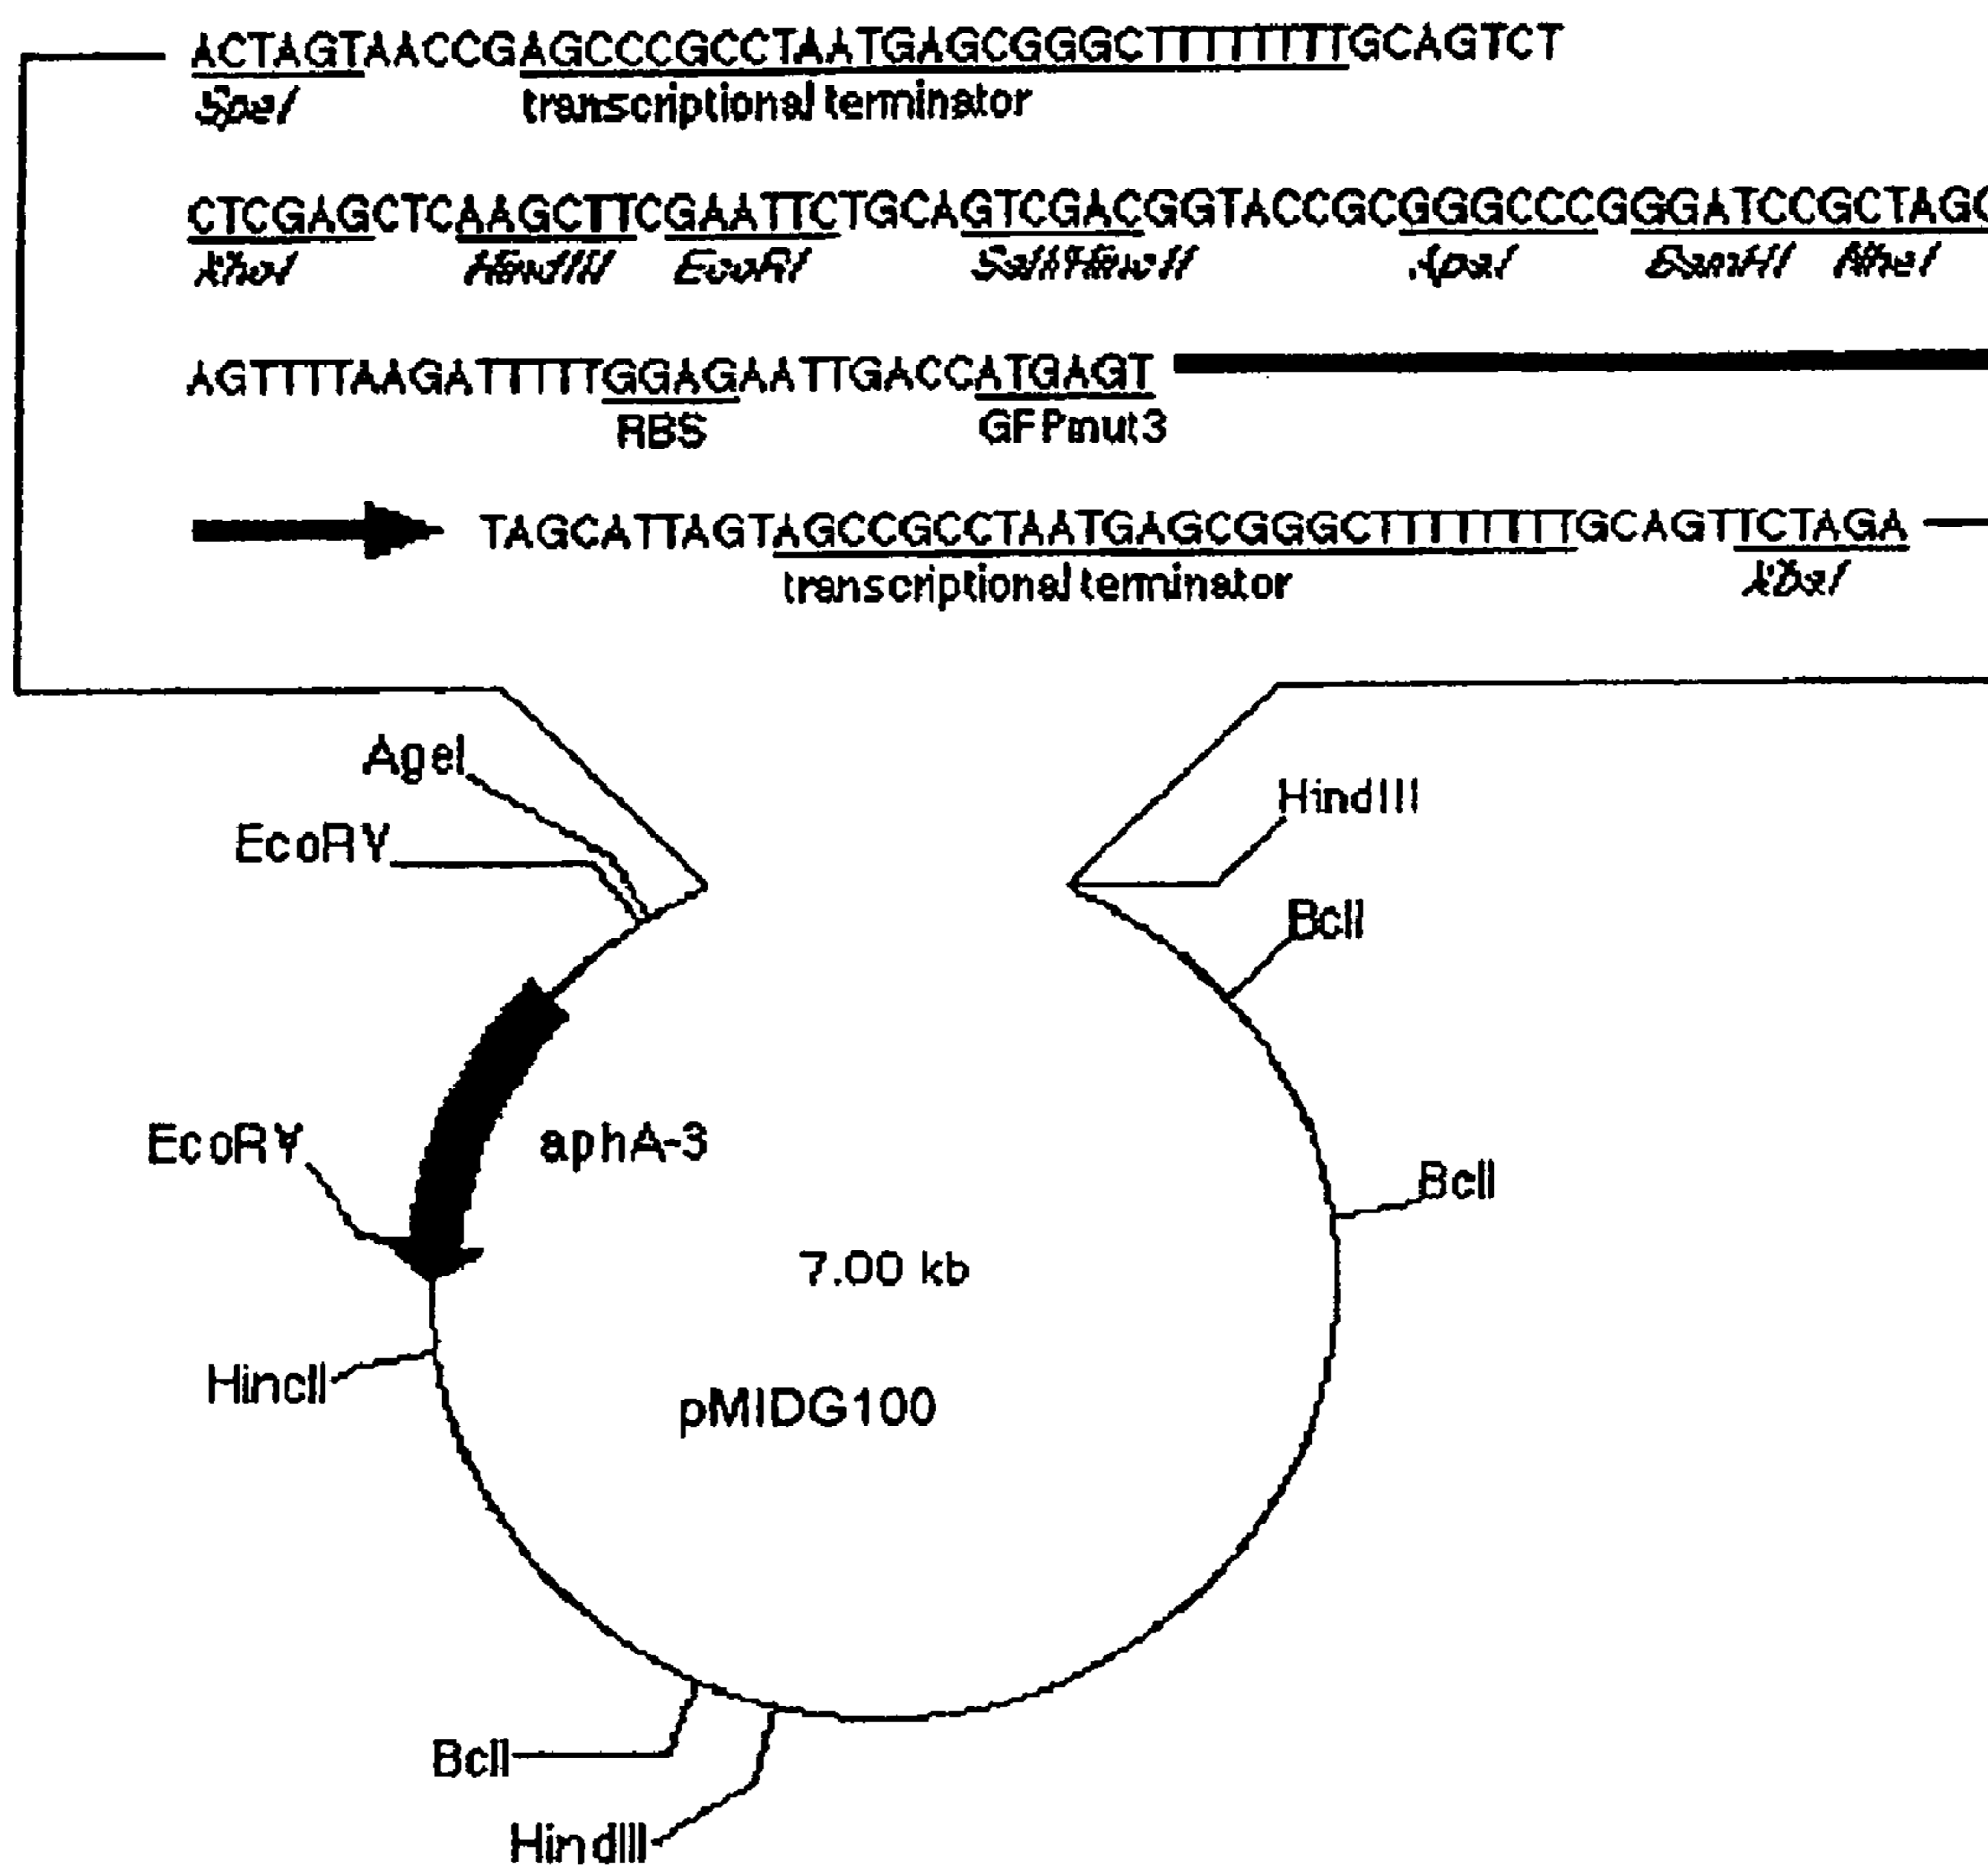 ACTAGTAACCGAGCCCGCCTAATGAGCGGGCTTTTTTTTGCAGTCT
SpeI transcriptional terminator
CTCGAGCTCAAGCTTCGAATTCTGCAGTCGACGGTACCGCGGGCCCGGGATCCGCTAGC
XhoI HindIII EcoRI SalI HincII ApaI BamHI NheI
AGTTTTAAGATTTTTGGAGAATTGACCATGAGT
RBS GFPmut3
TAGCATTAGTAGCCGCCTAATGAGCGGGCTTTTTTTTGCAGTTCTAGA
transcriptional terminator XbaI
AgeI
HindIII
EcoRV
BclI
EcoRV
aphA-3
BclI
7.00 kb
HincII
pMIDG100
BclI
HindIII